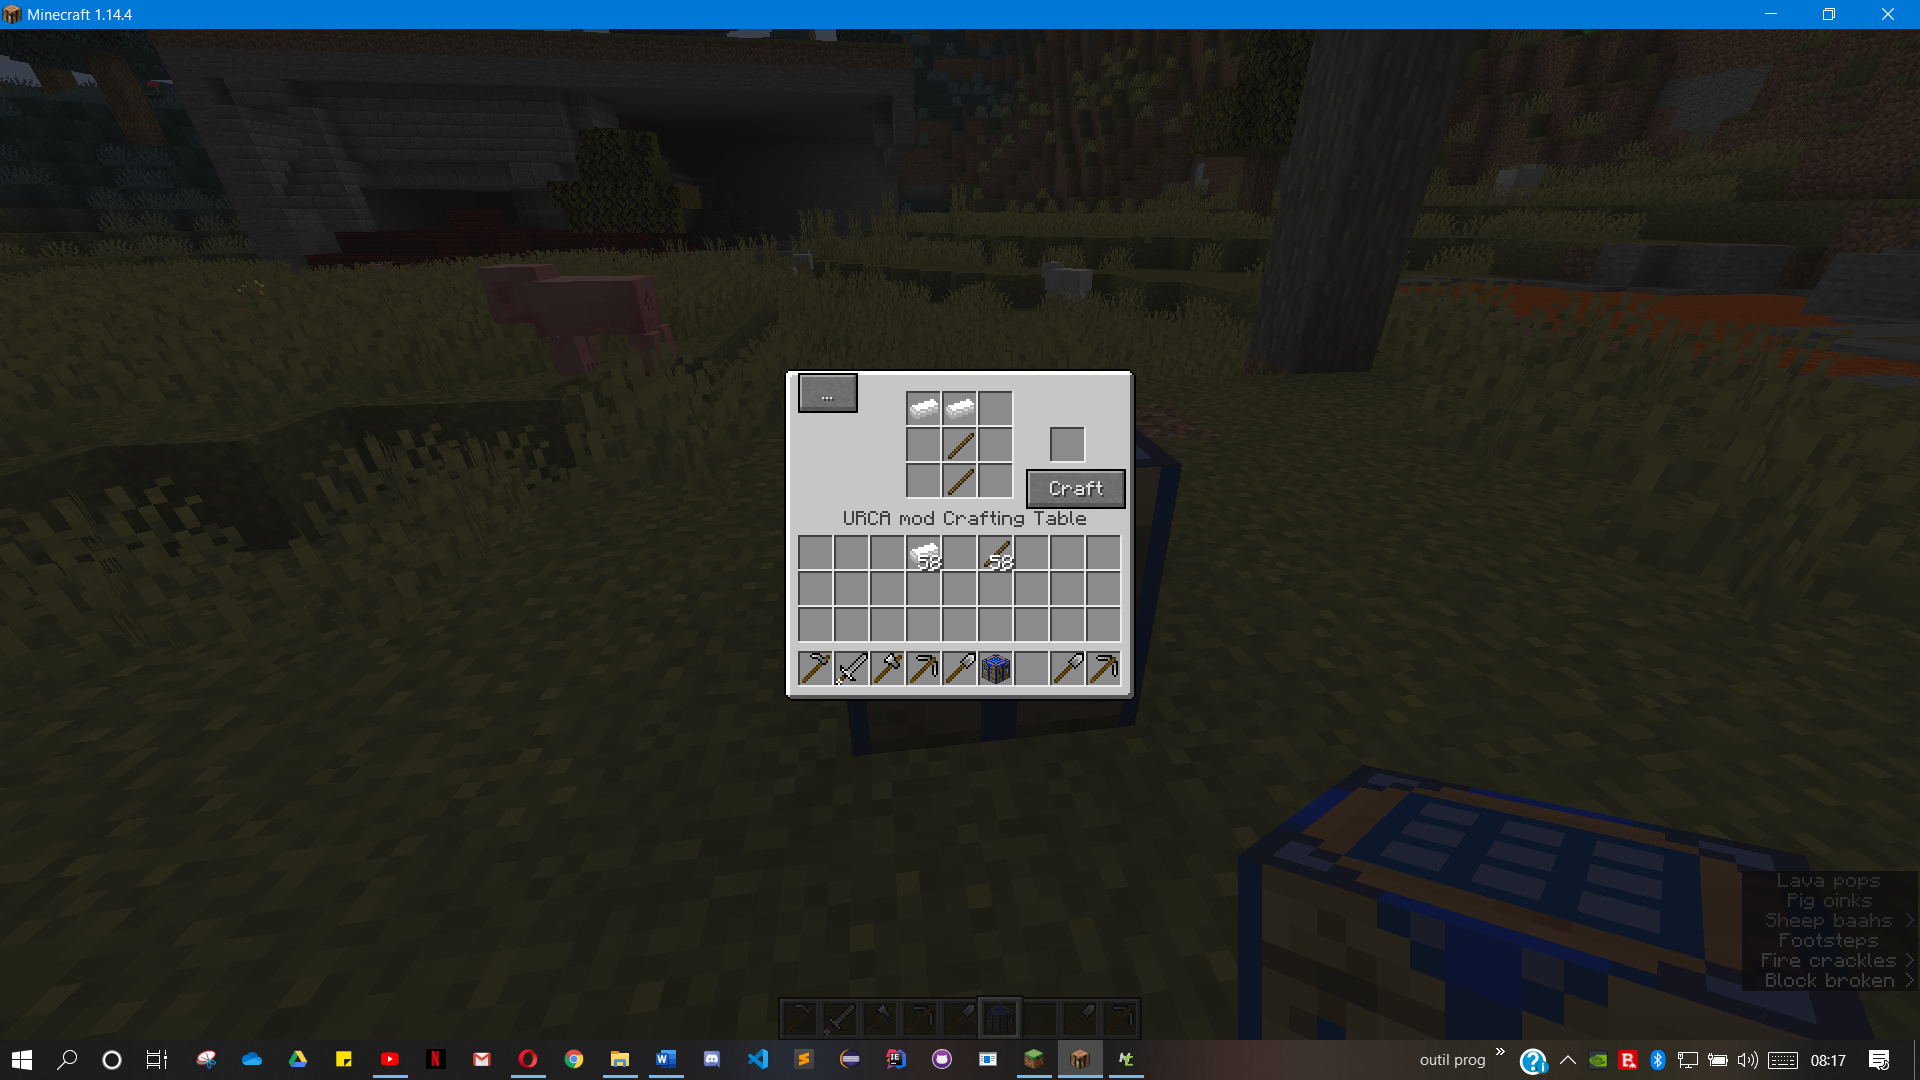 Minecraft 1.14.4
...
Craft
URCA mod Crafting Table
58 58
Lava pops
Pig oinks
Sheep baahs >
Footsteps
Fire crackles >
Block broken >
outil prog »
08:17